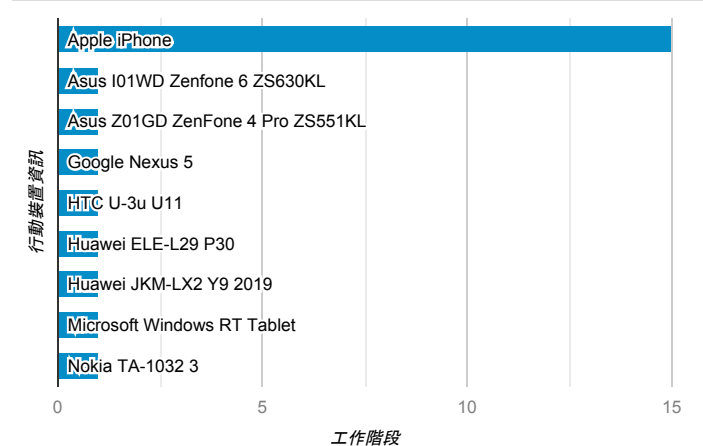 Apple iPhone
Asus I01WD Zenfone 6 ZS630KL
Asus Z01GD ZenFone 4 Pro ZS551KL
Google Nexus 5
HTC U-3u U11
Huawei ELE-L29 P30
Huawei JKM-LX2 Y9 2019
Microsoft Windows RT Tablet
Nokia TA-1032 3
行動裝置資訊
0 5 10 15
工作階段